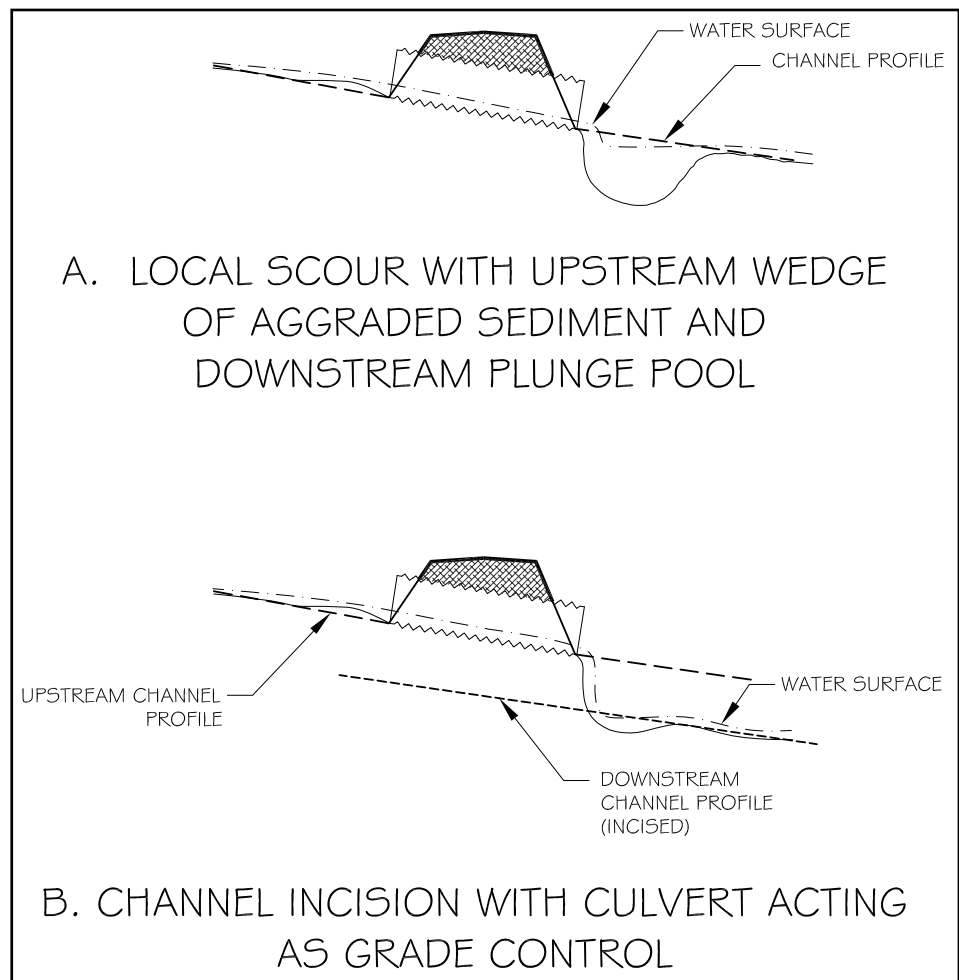 WATER SURFACE
CHANNEL PROFILE
A. LOCAL SCOUR WITH UPSTREAM WEDGE
OF AGGRADED SEDIMENT AND
DOWNSTREAM PLUNGE POOL
UPSTREAM CHANNEL
PROFILE
WATER SURFACE
DOWNSTREAM
CHANNEL PROFILE
(INCISED)
B. CHANNEL INCISION WITH CULVERT ACTING
AS GRADE CONTROL